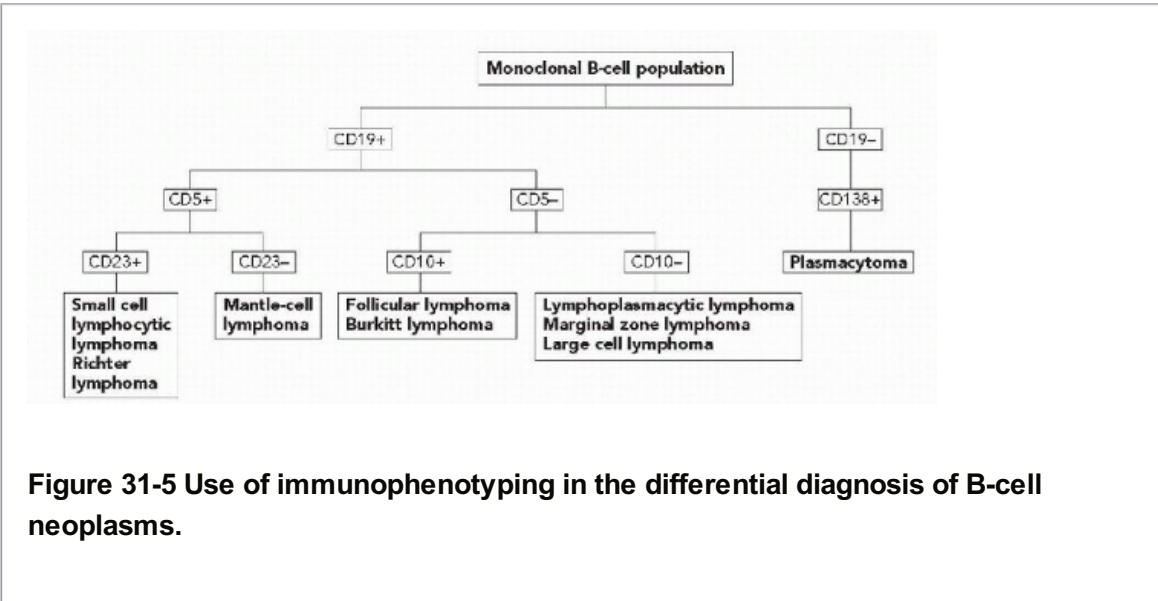 Monoclonal B-cell population
CD19+
CD19–
CD5+
CD5–
CD138+
CD23+
CD23–
CD10+
CD10–
Plasmacytoma
Small cell
lymphocytic
lymphoma
Richter
lymphoma
Mantle-cell
lymphoma
Follicular lymphoma
Burkitt lymphoma
Lymphoplasmacytic lymphoma
Marginal zone lymphoma
Large cell lymphoma
Figure 31-5 Use of immunophenotyping in the differential diagnosis of B-cell
neoplasms.